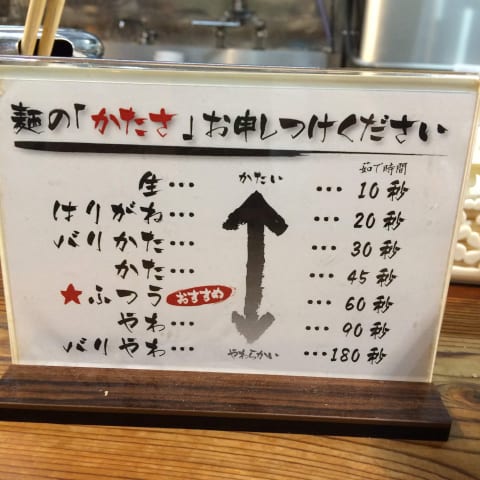 麺の「かたさ」お申しつけください
茹で時間
かたい
生… …10秒
はりがね… …20秒
バリかた… …30秒
かた… …45秒
★ふつう おすすめ …60秒
やわ… …90秒
バリやわ… …180秒
やわらかい